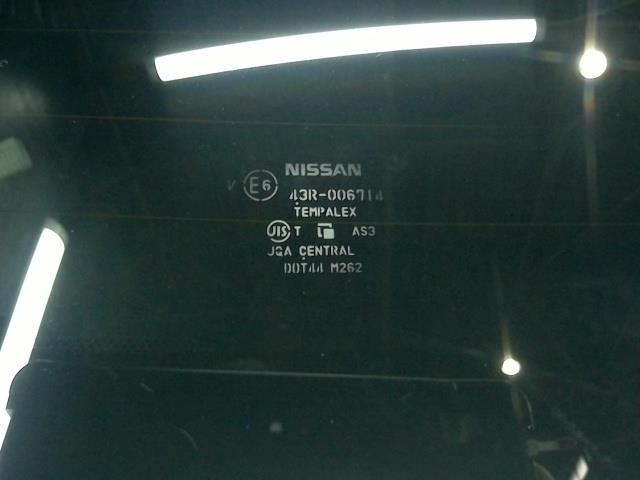 NISSAN
V E6 43R-006714
TEMPALEX
JIS T AS3
JQA CENTRAL
DOT44 M262